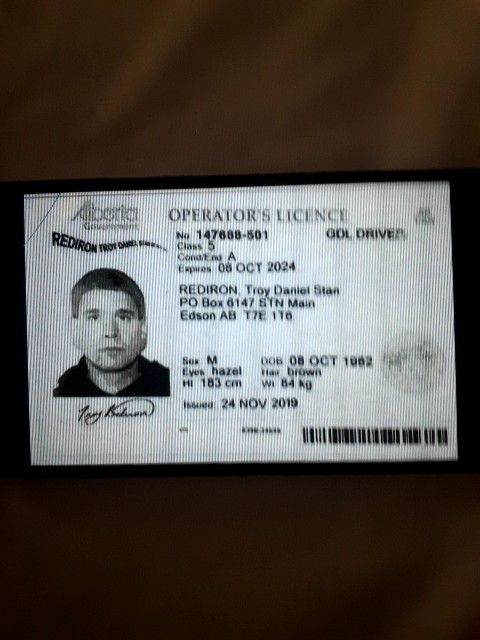 Alberta
Government
OPERATOR'S LICENCE
REDIRON TROY DANIEL
No 147688-501 GDL DRIVER
Class 5
Cond/End A
Expires 08 OCT 2024
REDIRON, Troy Daniel Stan
PO Box 6147 STN Main
Edson AB T7E 1T6
Sex M DOB 08 OCT 1982
Eyes hazel Hair brown
Ht 183 cm Wt 84 kg
Issued 24 NOV 2019
Troy Rediron